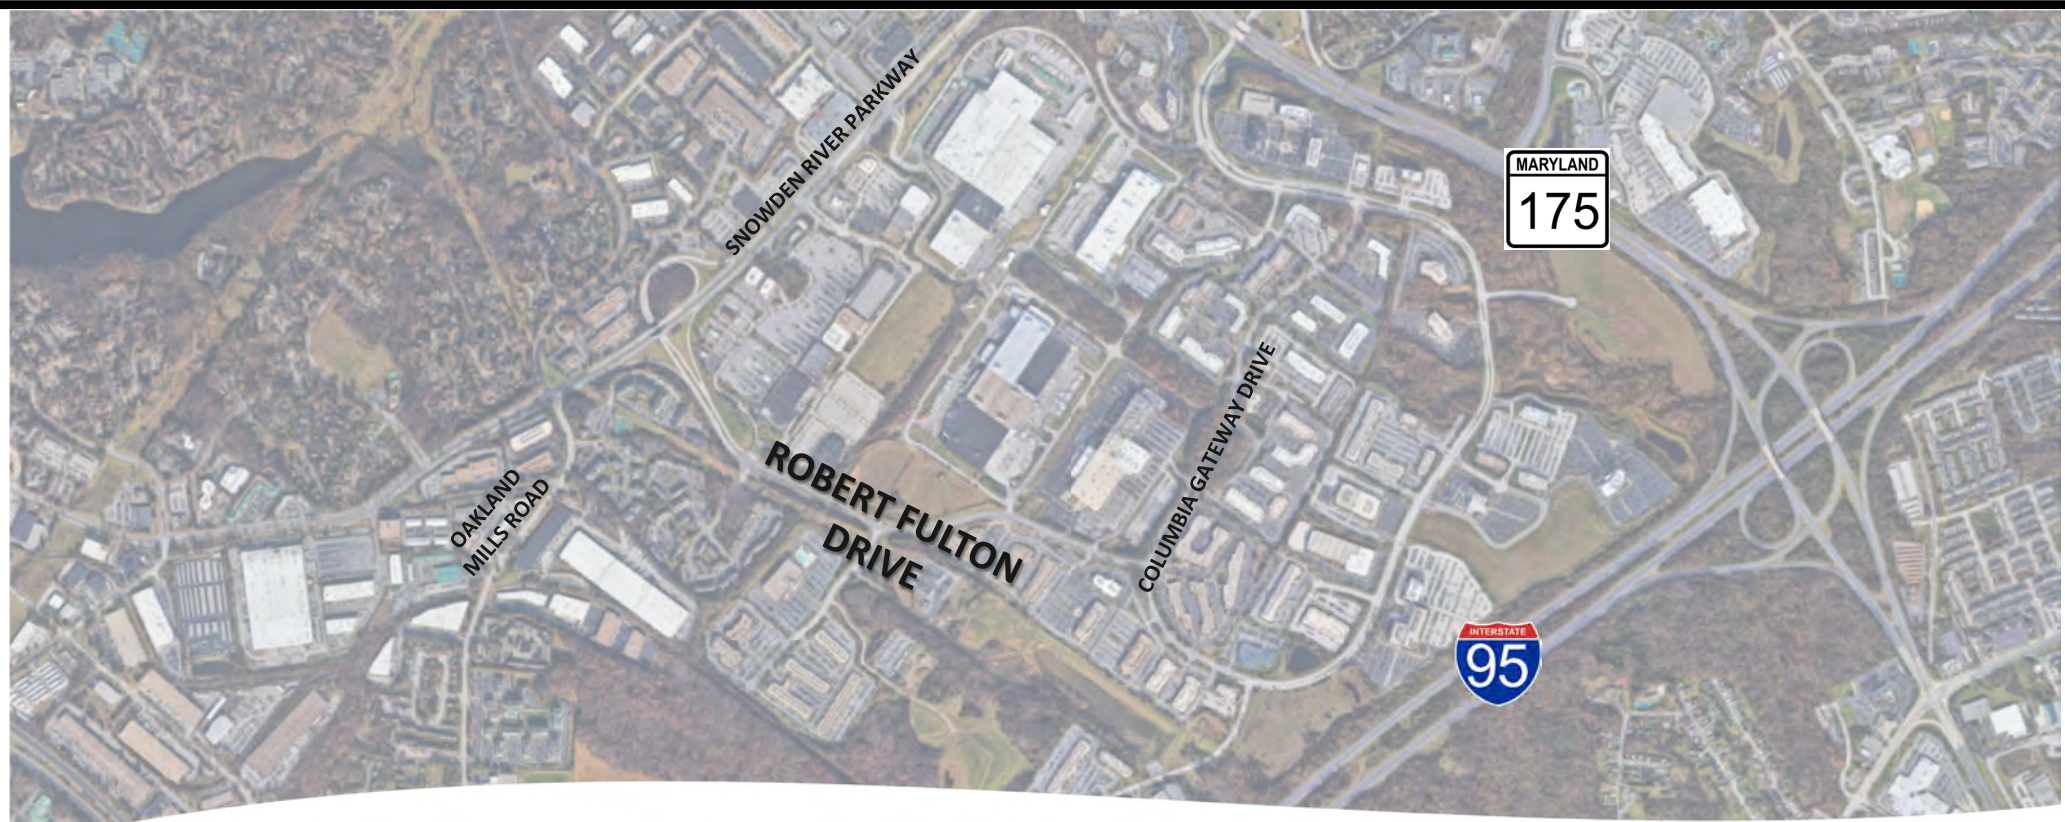 SNOWDEN RIVER PARKWAY
MARYLAND
175
COLUMBIA GATEWAY DRIVE
ROBERT FULTON
DRIVE
OAKLAND
MILLS ROAD
INTERSTATE
95